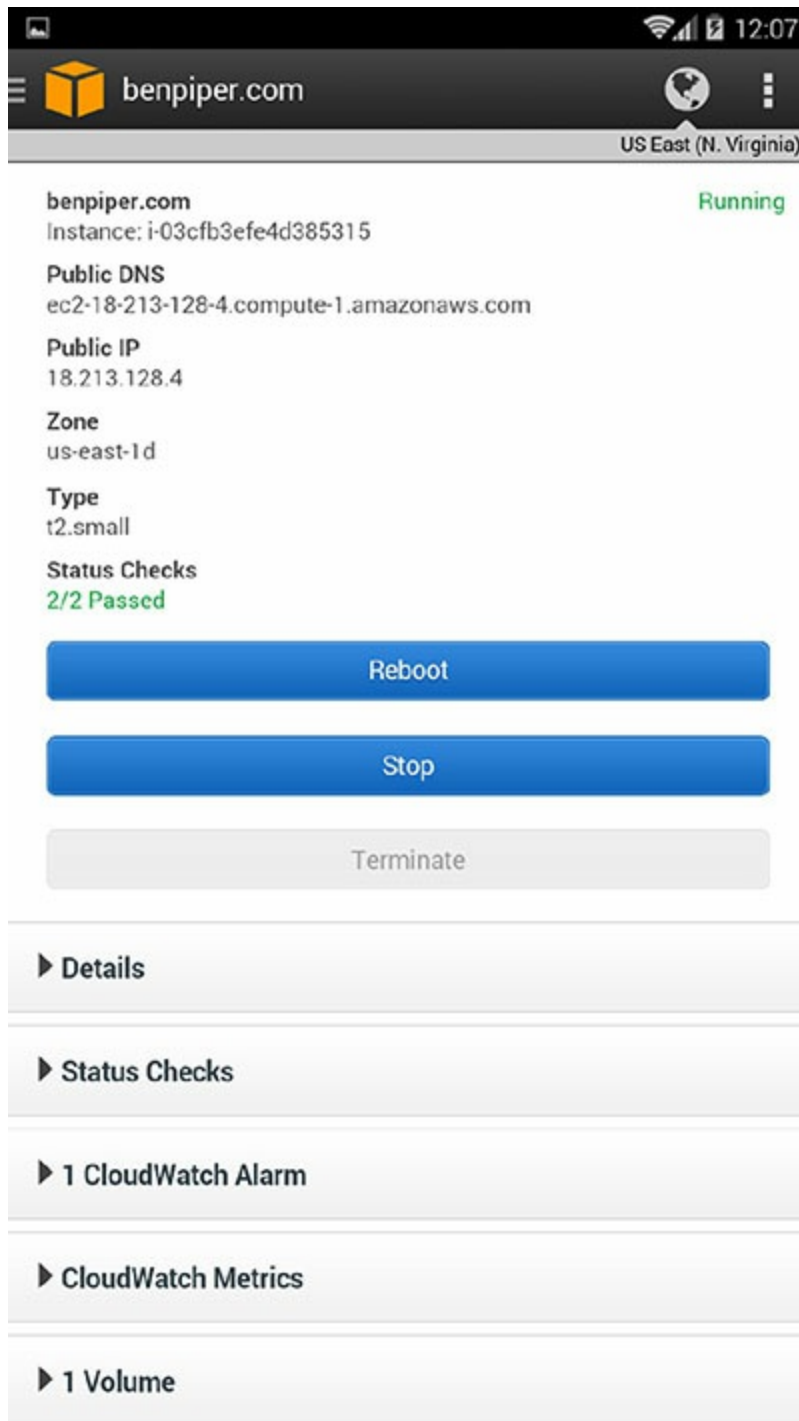 12:07
benpiper.com
US East (N. Virginia)
benpiper.com
Running
Instance: i-03cfb3efe4d385315
Public DNS
ec2-18-213-128-4.compute-1.amazonaws.com
Public IP
18.213.128.4
Zone
us-east-1d
Type
t2.small
Status Checks
2/2 Passed
Reboot
Stop
Terminate
Details
Status Checks
1 CloudWatch Alarm
CloudWatch Metrics
1 Volume